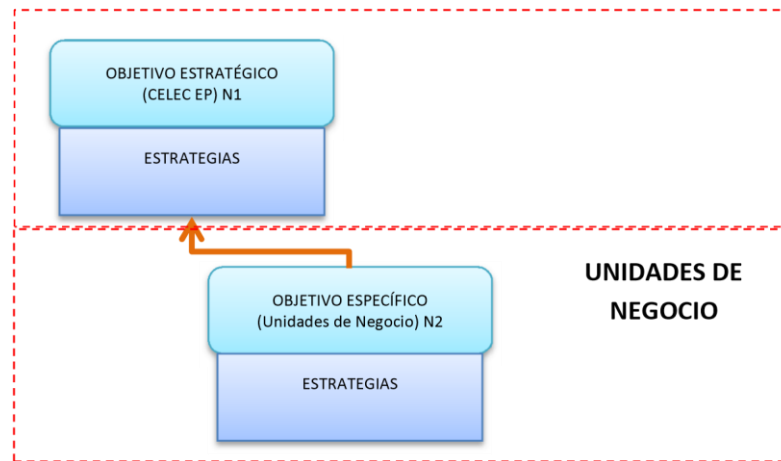 OBJETIVO ESTRATÉGICO
(CELEC EP) N1
ESTRATEGIAS
UNIDADES DE
NEGOCIO
OBJETIVO ESPECÍFICO
(Unidades de Negocio) N2
ESTRATEGIAS